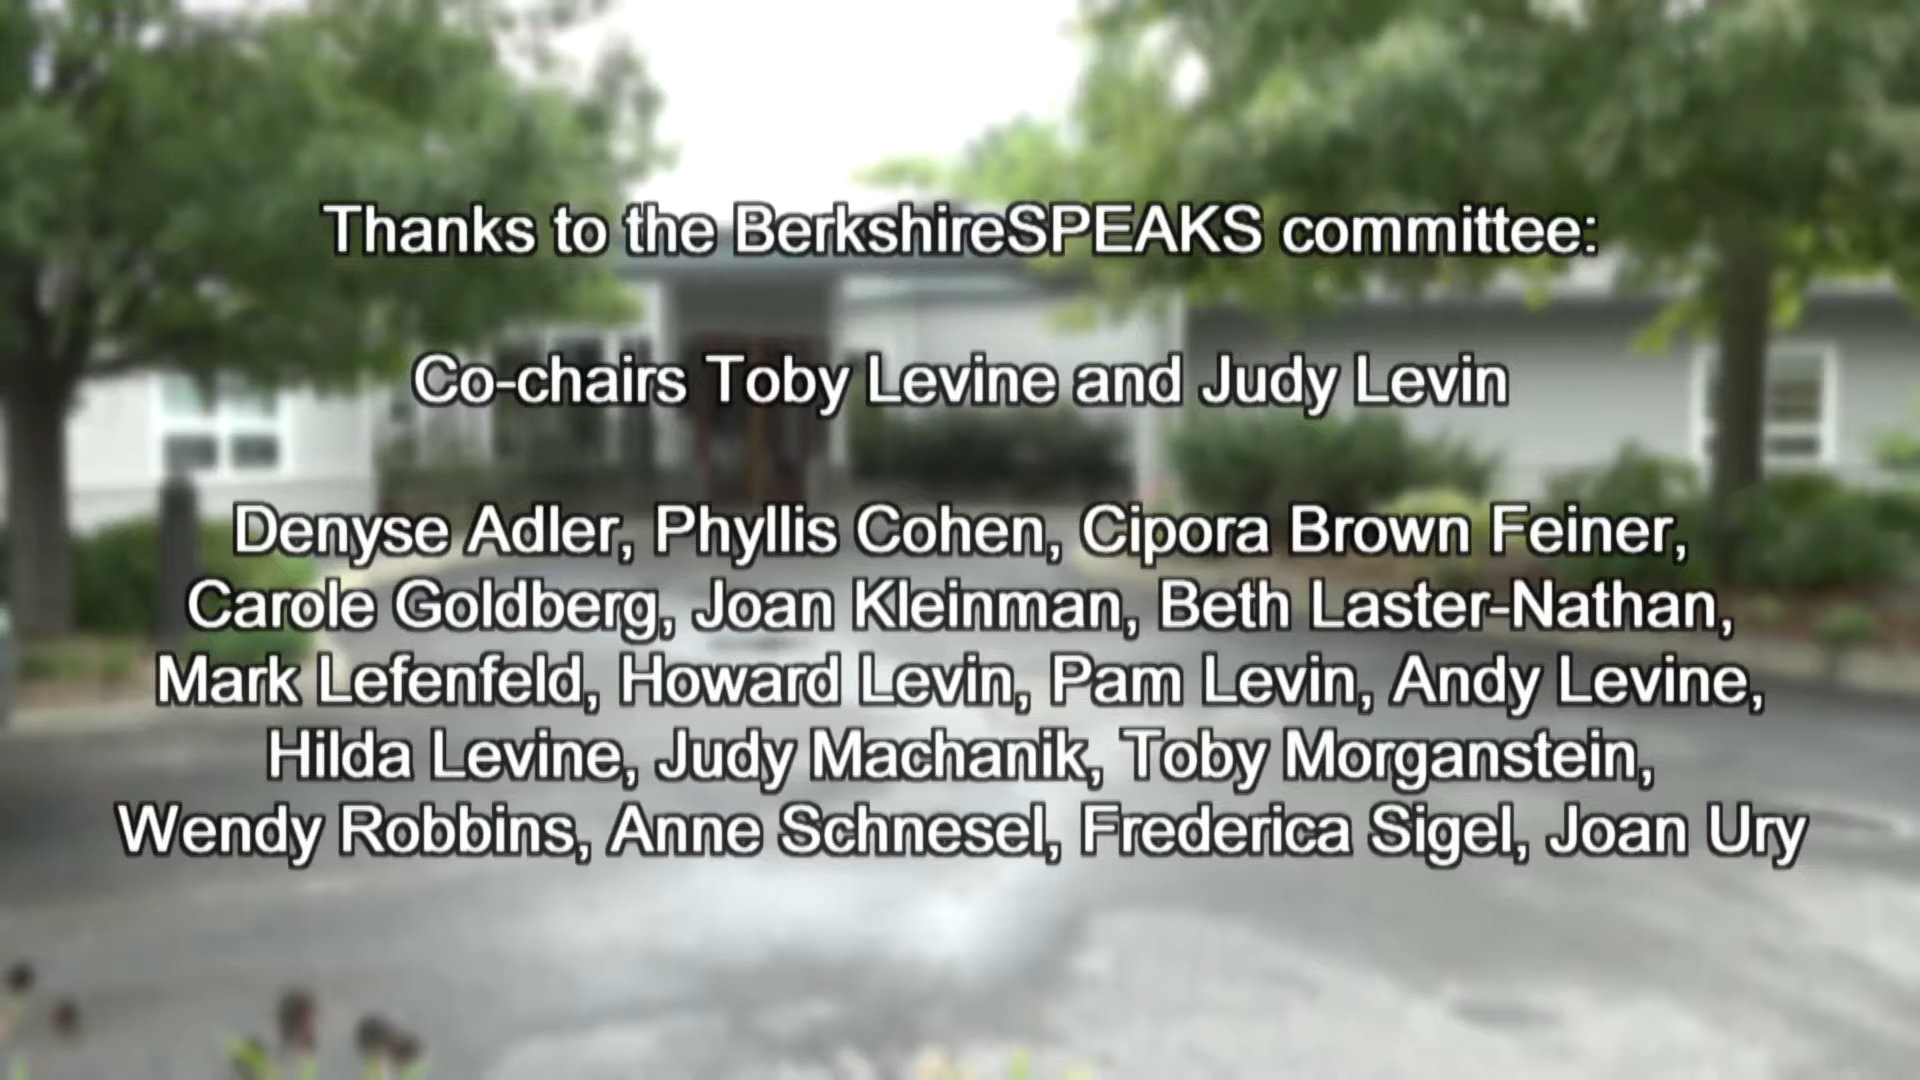 Thanks to the BerkshireSPEAKS committee:
Co-chairs Toby Levine and Judy Levin
Denyse Adler, Phyllis Cohen, Cipora Brown Feiner,
Carole Goldberg, Joan Kleinman, Beth Laster-Nathan,
Mark Lefenfeld, Howard Levin, Pam Levin, Andy Levine,
Hilda Levine, Judy Machanik, Toby Morganstein,
Wendy Robbins, Anne Schnesel, Frederica Sigel, Joan Ury